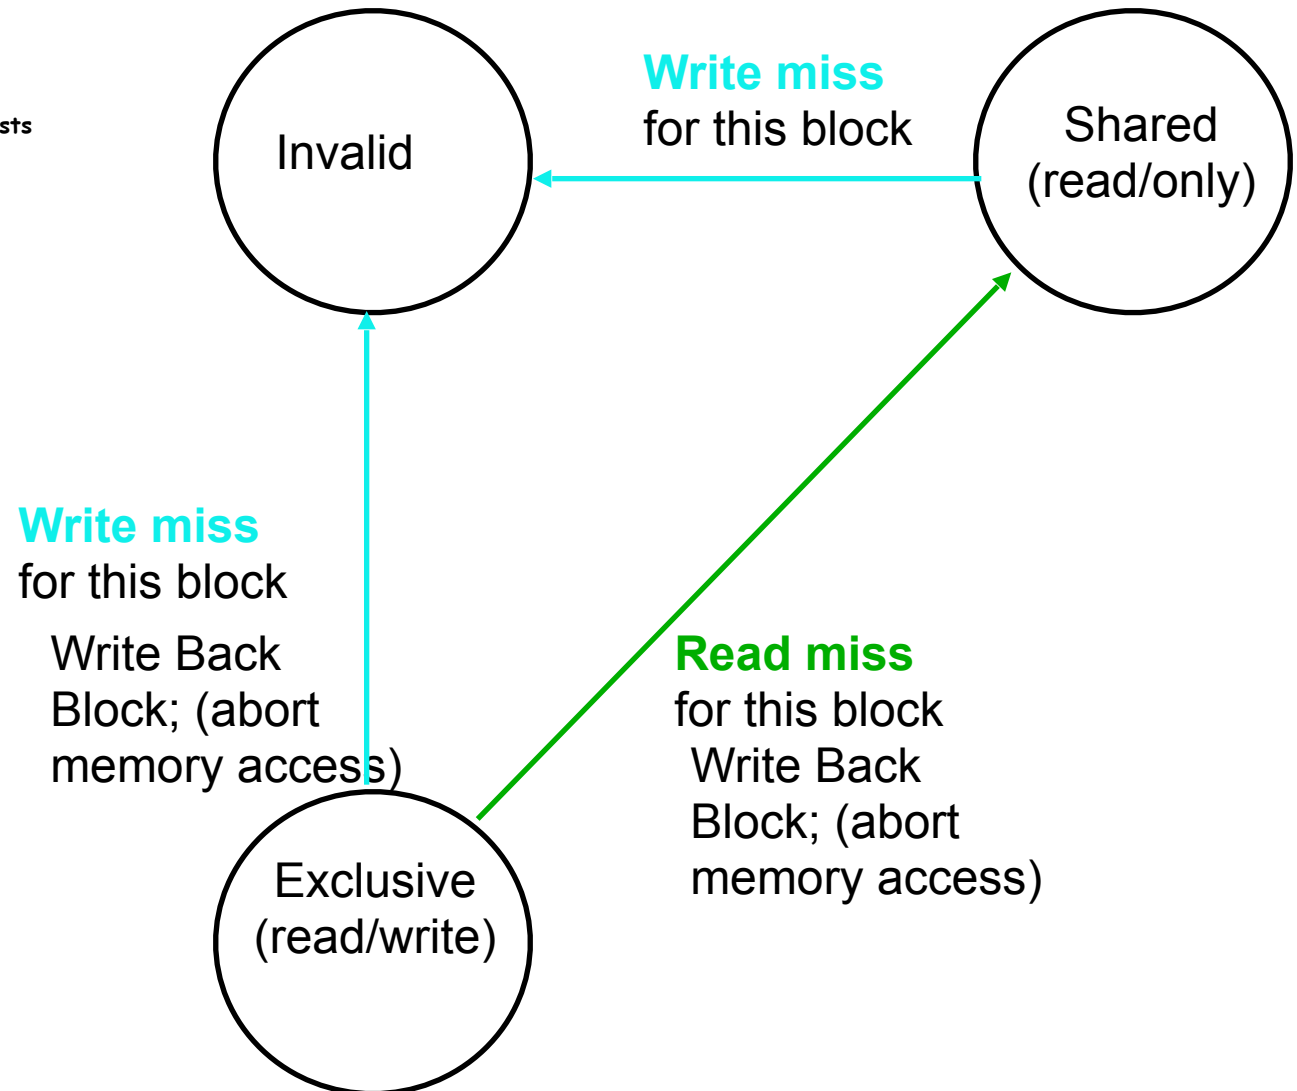 Write miss
for this block
Shared
(read/only)
Invalid
sts
Write miss
for this block
Write Back
Block; (abort
memory access)
Read miss
for this block
Write Back
Block; (abort
memory access)
Exclusive
(read/write)